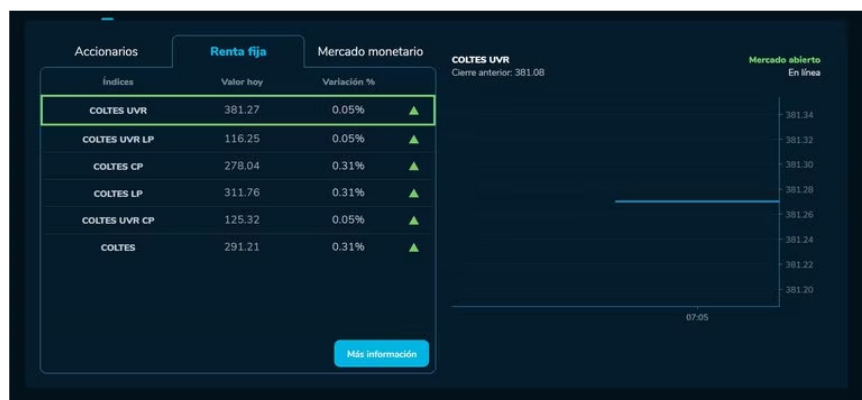 Accionarios
Renta fija
Mercado monetario
Índices
Valor hoy
Variación %
COLTES UVR 381.27 0.05%
COLTES UVR LP 116.25 0.05%
COLTES CP 278.04 0.31%
COLTES LP 311.76 0.31%
COLTES UVR CP 125.32 0.05%
COLTES 291.21 0.31%
Más información
COLTES UVR
Cierre anterior: 381.08
Mercado abierto
En línea
381.34
381.32
381.30
381.28
381.26
381.24
381.22
381.20
07:05